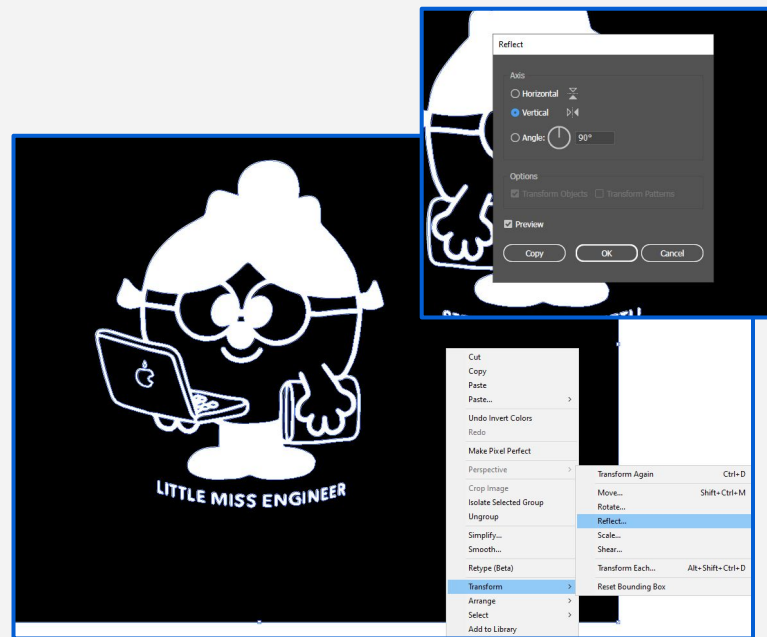 Reflect
Axis
Horizontal
Vertical
Angle: 90°
Options
Transform Objects Transform Patterns
Preview
Copy OK Cancel
LITTLE MISS ENGINEER
Cut
Copy
Paste
Paste... >
Undo Invert Colors
Redo
Make Pixel Perfect
Perspective >
Crop Image
Isolate Selected Group
Ungroup
Simplify...
Smooth...
Retype (Beta)
Transform >
Arrange >
Select >
Add to Library
Transform Again Ctrl+D
Move... Shift+Ctrl+M
Rotate...
Reflect...
Scale...
Shear...
Transform Each... Alt+Shift+Ctrl+D
Reset Bounding Box